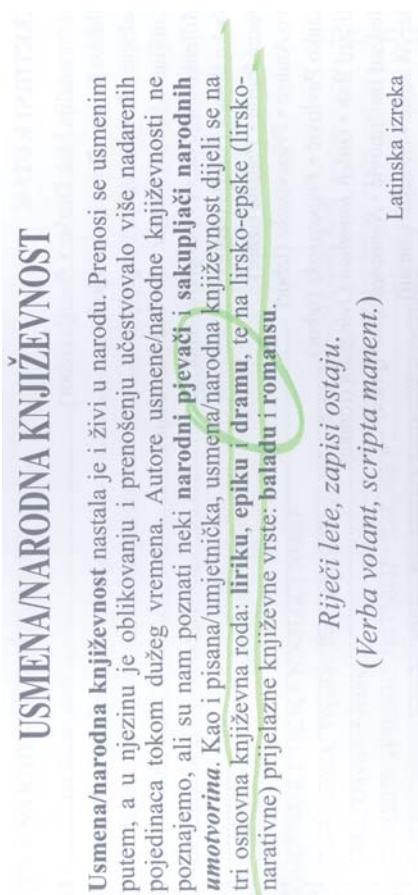 USMENA/NARODNA KNJIŽEVNOST
Usmena/narodna književnost nastala je i živi u narodu. Prenosi se usmenim
putem, a u njezinu je oblikovanju i prenošenju učestvovalo više nadarenih
pojedinaca tokom dužeg vremena. Autore usmene/narodne književnosti ne
poznajemo, ali su nam poznati neki narodni pjevači i sakupljači narodnih
umotvorina. Kao i pisana/umjetnička, usmena/narodna književnost dijeli se na
tri osnovna književna roda: liriku, epiku i dramu, te na lirsko-epske (lirsko-
narativne) prijelazne književne vrste: baladu i romansu.
Riječi lete, zapisi ostaju.
(Verba volant, scripta manent.)
Latinska izreka